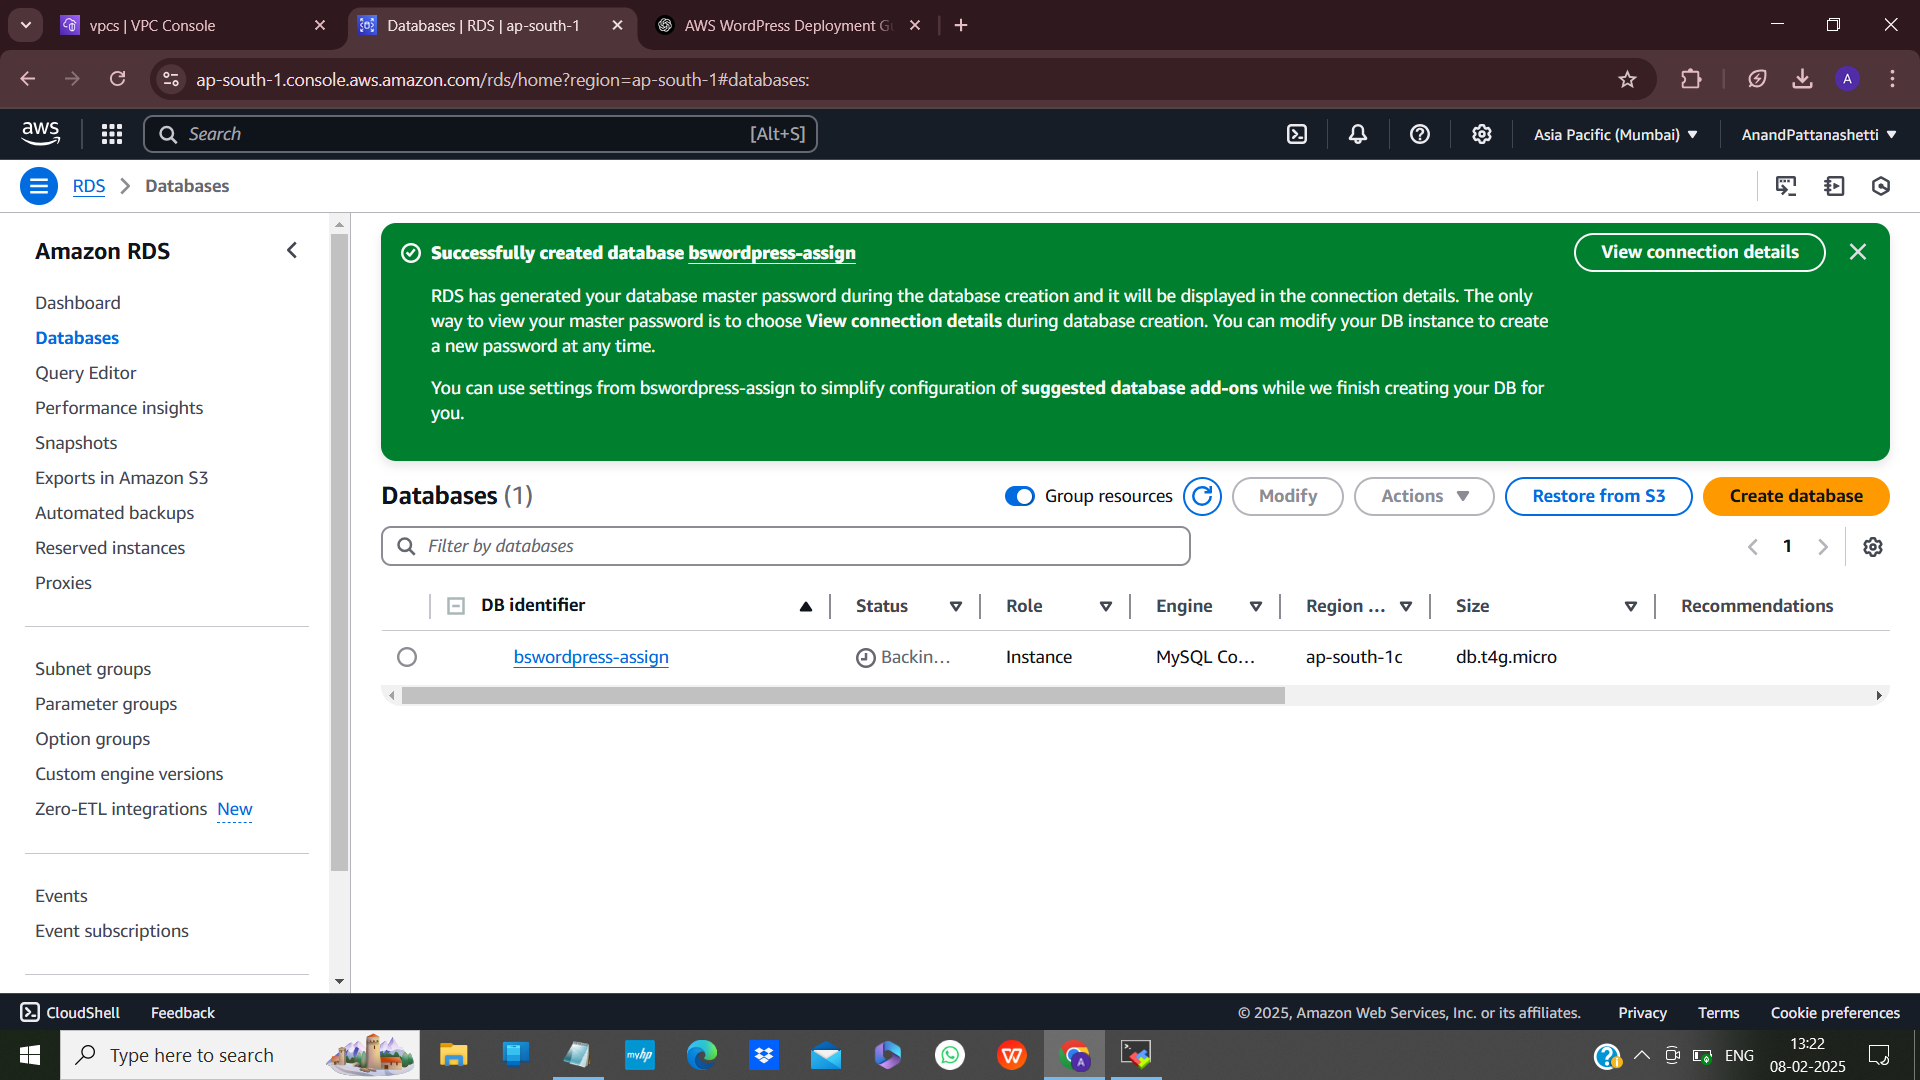 vpcs | VPC Console
Databases | RDS | ap-south-1
AWS WordPress Deployment G
ap-south-1.console.aws.amazon.com/rds/home?region=ap-south-1#databases:
A
aws
Search
[Alt+S]
Asia Pacific (Mumbai)
AnandPattanashetti
RDS
Databases
Amazon RDS
Dashboard
Databases
Query Editor
Performance insights
Snapshots
Exports in Amazon S3
Automated backups
Reserved instances
Proxies
Subnet groups
Parameter groups
Option groups
Custom engine versions
Zero-ETL integrations New
Events
Event subscriptions
Successfully created database bswordpress-assign
View connection details
RDS has generated your database master password during the database creation and it will be displayed in the connection details. The only
way to view your master password is to choose View connection details during database creation. You can modify your DB instance to create
a new password at any time.
You can use settings from bswordpress-assign to simplify configuration of suggested database add-ons while we finish creating your DB for
you.
Databases (1)
Group resources
Modify
Actions
Restore from S3
Create database
Filter by databases
1
DB identifier
Status
Role
Engine
Region ...
Size
Recommendations
bswordpress-assign
Backin...
Instance
MySQL Co...
ap-south-1c
db.t4g.micro
CloudShell
Feedback
© 2025, Amazon Web Services, Inc. or its affiliates.
Privacy
Terms
Cookie preferences
Type here to search
myhp
ENG
13:22
08-02-2025